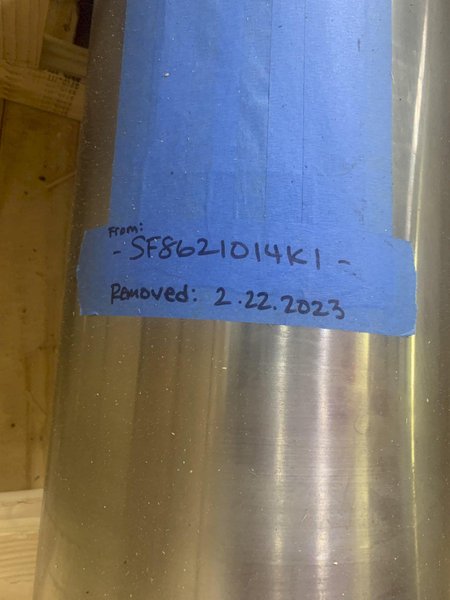 From:
- SF8621014K1 -
Removed: 2.22.2023